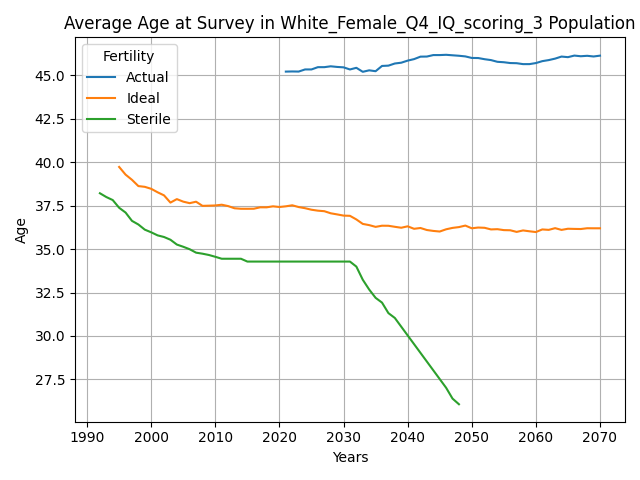 Average Age at Survey in White_Female_Q4_IQ_scoring_3 Population
Fertility
Actual
Ideal
Sterile
45.0
42.5
40.0
37.5
35.0
32.5
30.0
27.5
Age
1990 2000 2010 2020 2030 2040 2050 2060 2070
Years